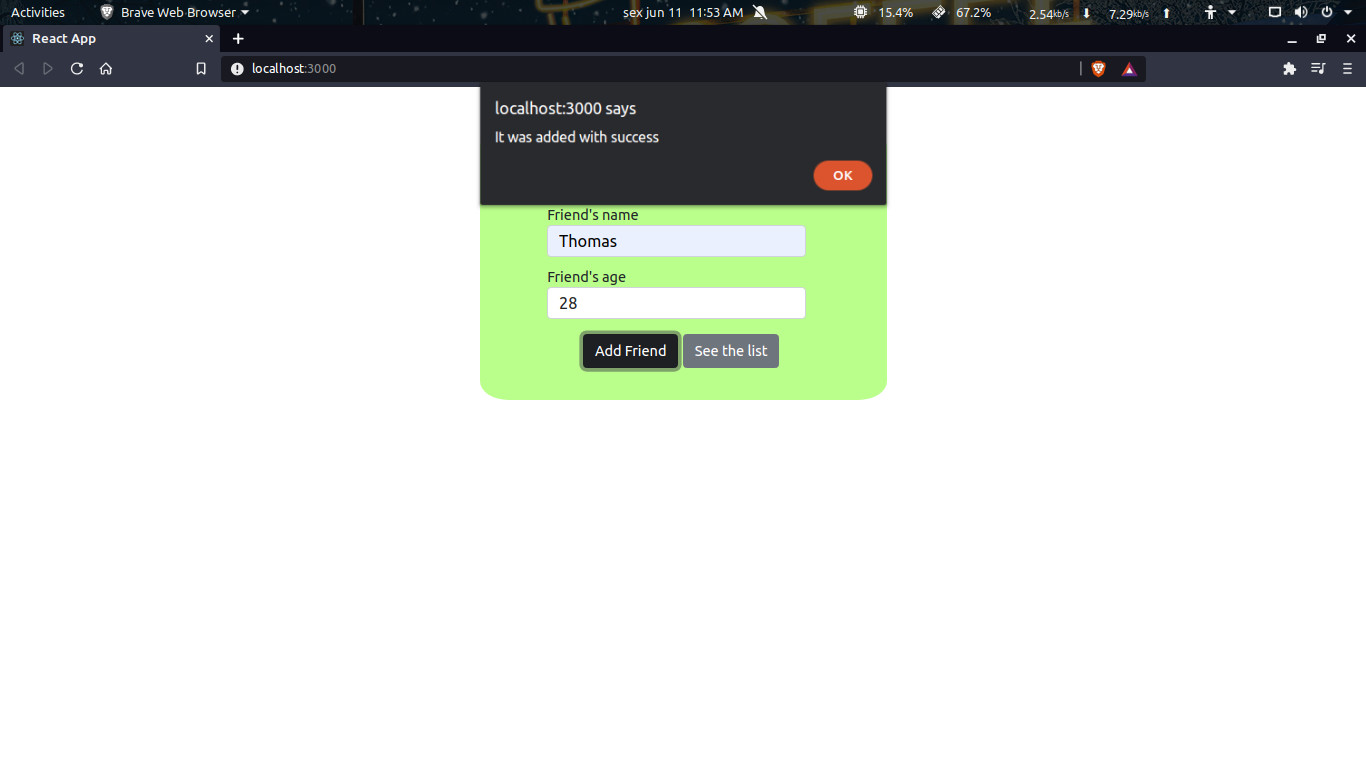 Activities Brave Web Browser sex jun 11 11:53 AM 15.4% 67.2% 2.54kb/s 7.29kb/s
React App
localhost:3000
localhost:3000 says
It was added with success
OK
Friend's name
Thomas
Friend's age
28
Add Friend See the list